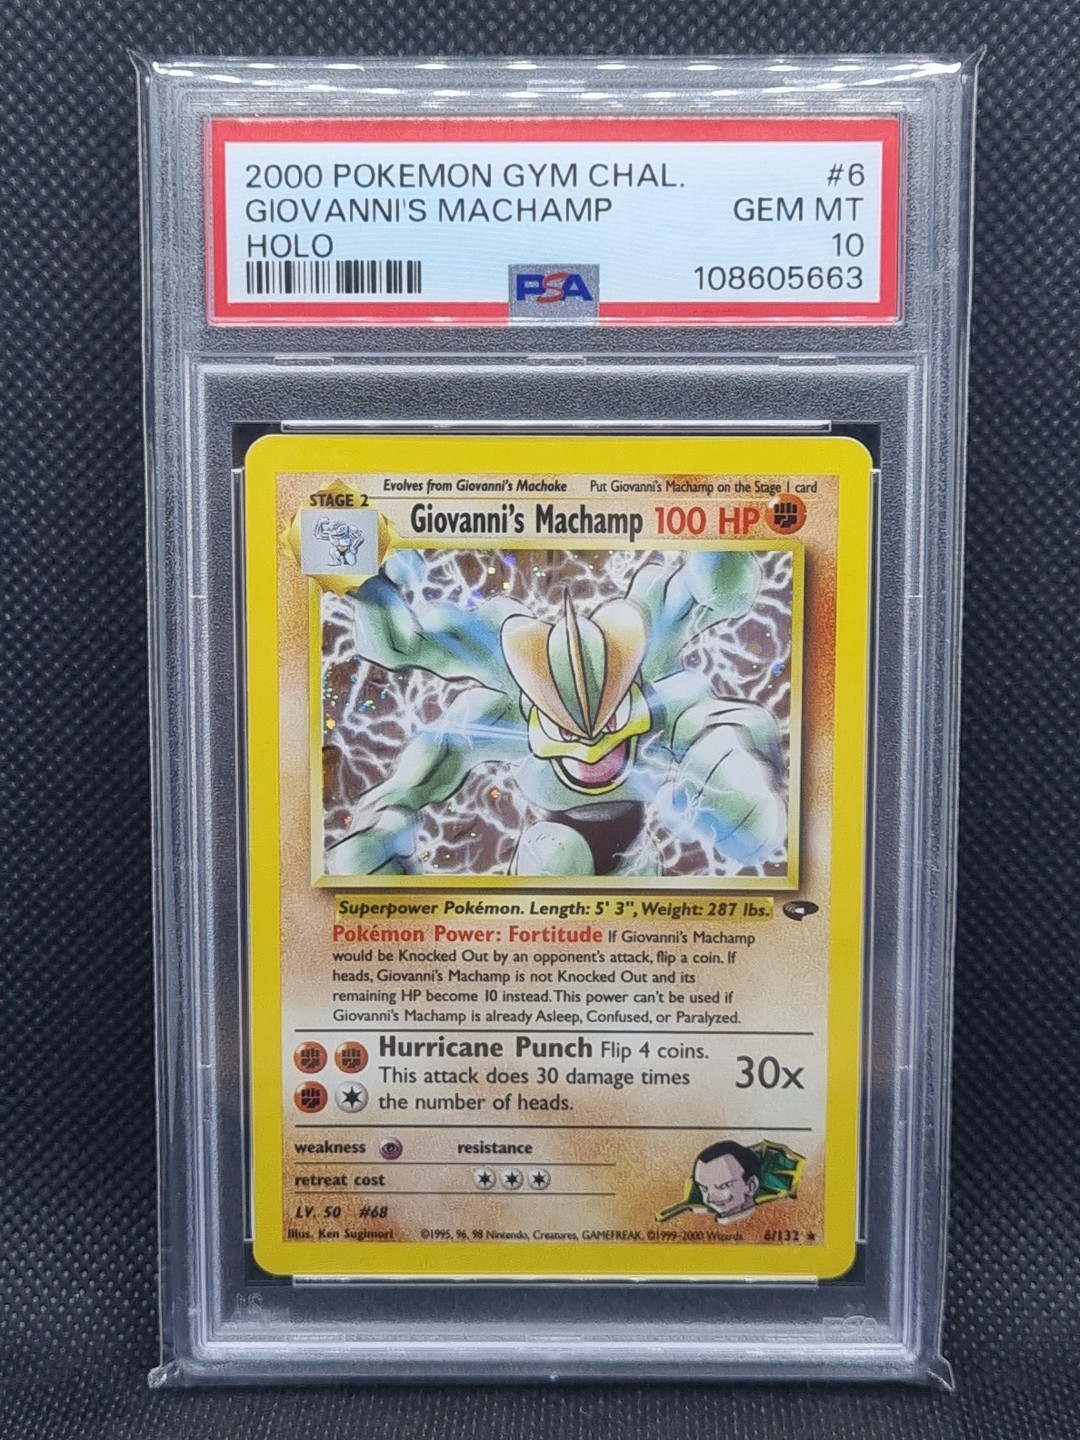 2000 POKEMON GYM CHAL. #6
GIOVANNI'S MACHAMP GEM MT
HOLO 10
PSA 108605663
STAGE 2 Evolves from Giovanni's Machoke Put Giovanni's Machamp on the Stage 1 card
Giovanni's Machamp 100 HP
Superpower Pokémon. Length: 5' 3", Weight: 287 lbs.
Pokémon Power: Fortitude If Giovanni's Machamp
would be Knocked Out by an opponent's attack, flip a coin. If
heads, Giovanni's Machamp is not Knocked Out and its
remaining HP become 10 instead. This power can't be used if
Giovanni's Machamp is already Asleep, Confused, or Paralyzed.
Hurricane Punch Flip 4 coins.
This attack does 30 damage times
the number of heads.
30x
weakness resistance
retreat cost
LV. 50 #68
Illus. Ken Sugimori ©1995, 96, 98 Nintendo, Creatures, GAMEFREAK. ©1999-2000 Wizards. 6/132